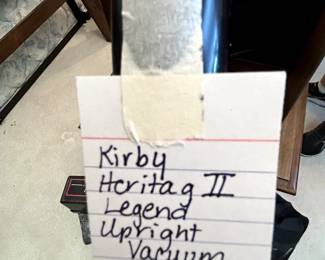 Kirby
Heritag II
Legend
Upright
Vacuum